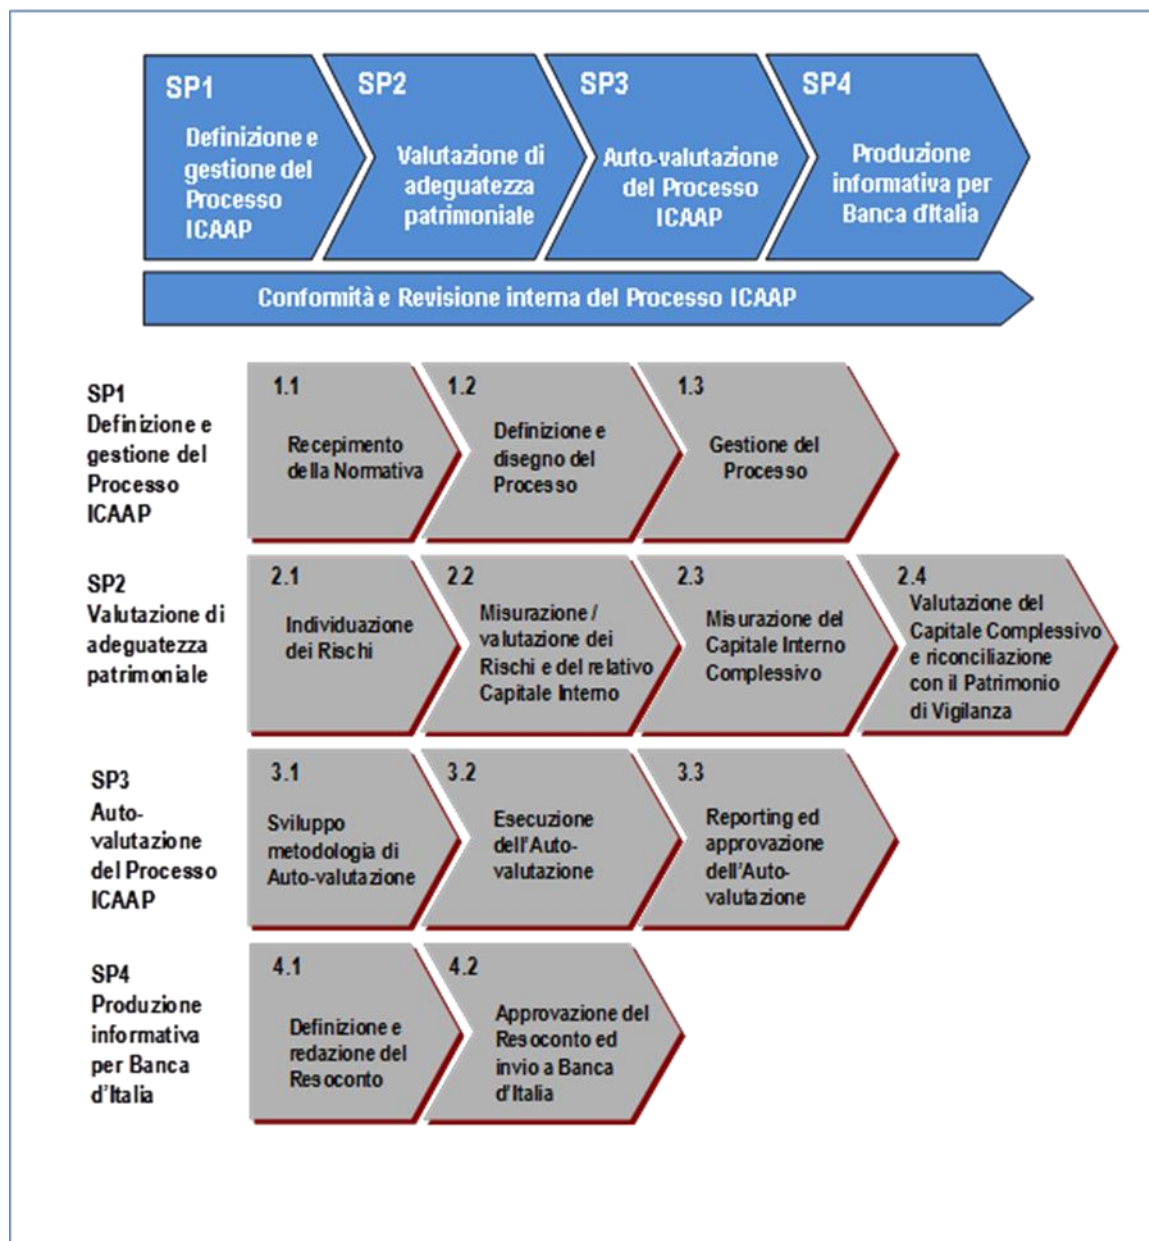 SP1
Definizione e
gestione del
Processo
ICAAP
SP2
Valutazione di
adeguatezza
patrimoniale
SP3
Auto-valutazione
del Processo
ICAAP
SP4
Produzione
informativa per
Banca d'Italia
Conformità e Revisione interna del Processo ICAAP
SP1
Definizione e
gestione del
Processo
ICAAP
1.1
Recepimento
della Normativa
1.2
Definizione e
disegno del
Processo
1.3
Gestione del
Processo
SP2
Valutazione di
adeguatezza
patrimoniale
2.1
Individuazione
dei Rischi
2.2
Misurazione /
valutazione dei
Rischi e del relativo
Capitale Interno
2.3
Misurazione del
Capitale Interno
Complessivo
2.4
Valutazione del
Capitale Complessivo
e riconciliazione
con il Patrimonio
di Vigilanza
SP3
Auto-
valutazione
del Processo
ICAAP
3.1
Sviluppo
metodologia di
Auto-valutazione
3.2
Esecuzione
dell'Auto-
valutazione
3.3
Reporting ed
approvazione
dell'Auto-
valutazione
SP4
Produzione
informativa
per Banca
d'Italia
4.1
Definizione e
redazione del
Resoconto
4.2
Approvazione del
Resoconto ed
invio a Banca
d'Italia